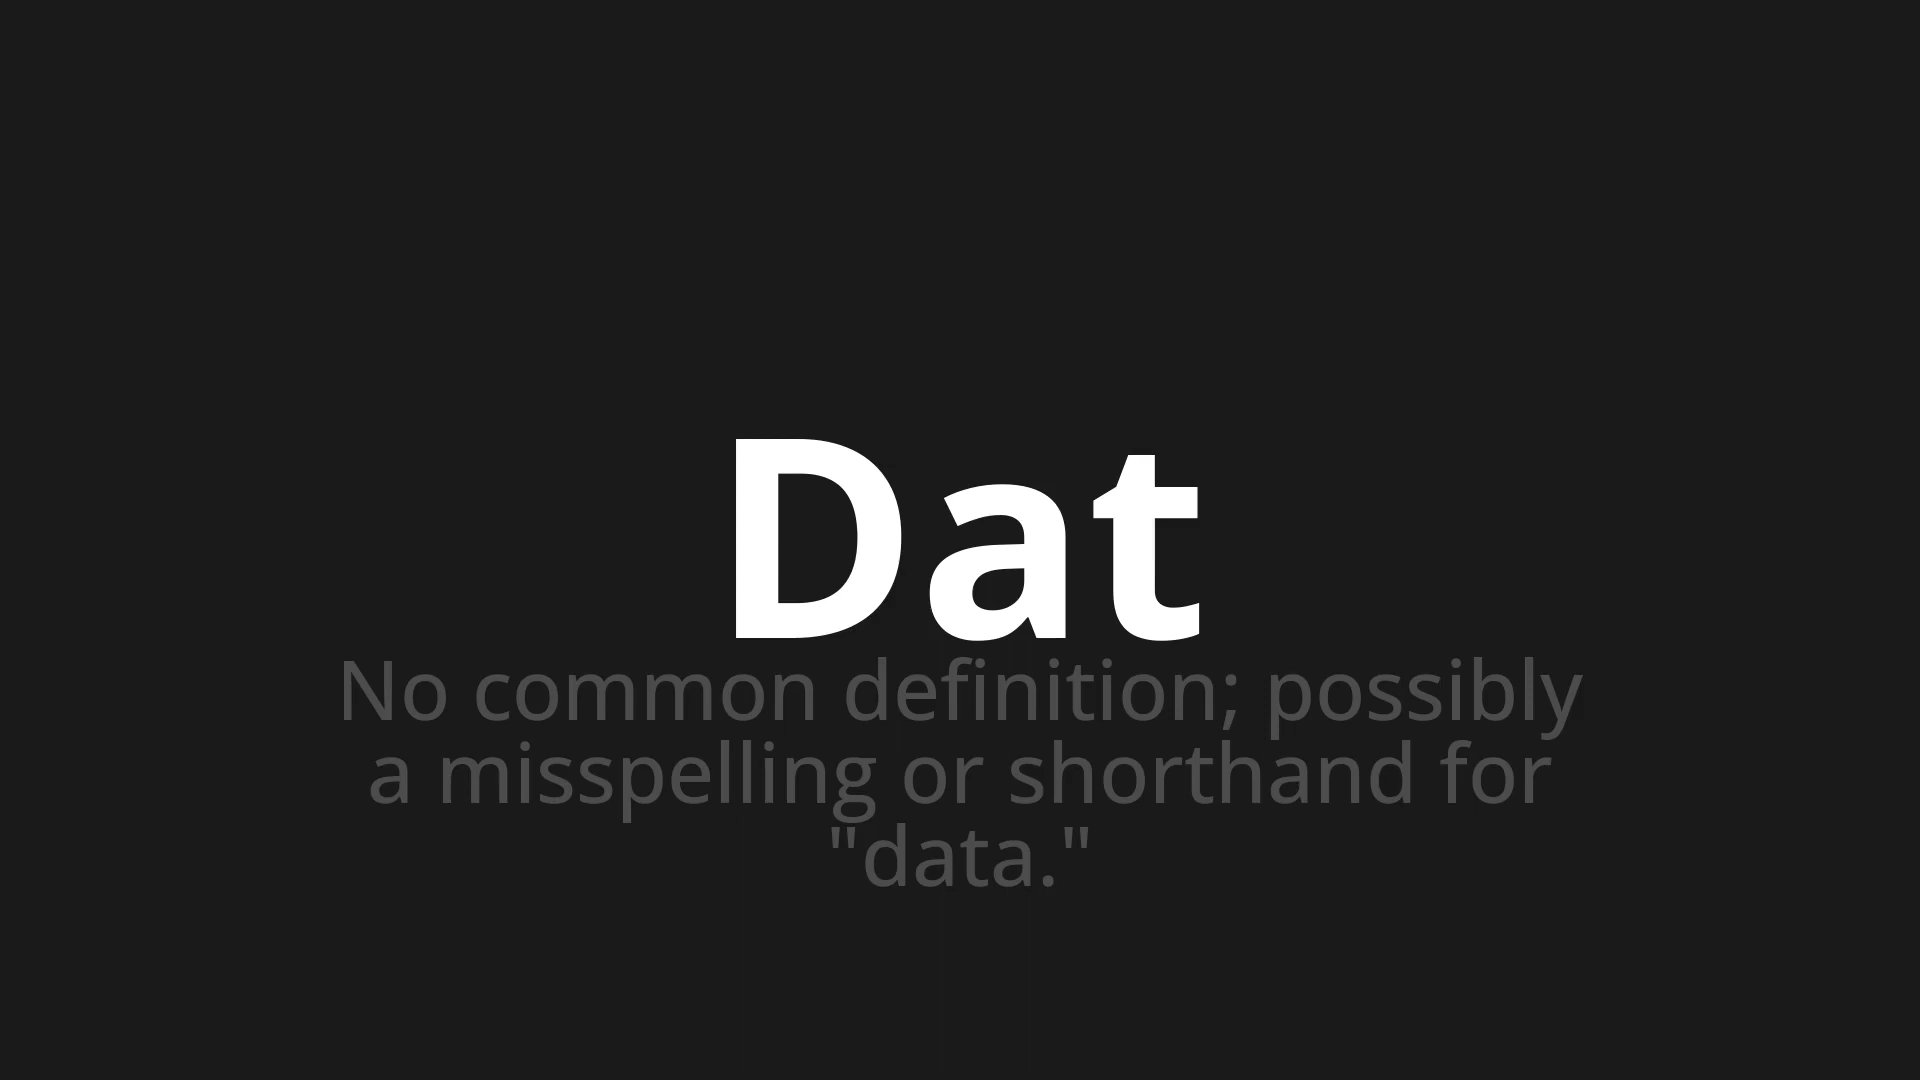 Dat
No common definition; possibly
a misspelling or shorthand for
"data."